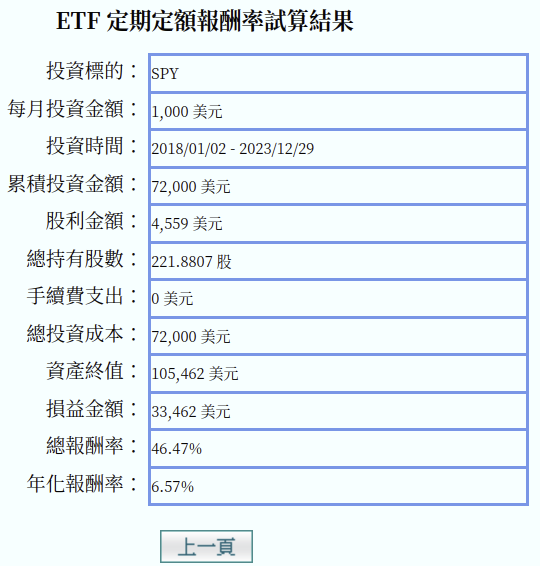 ETF 定期定額報酬率試算結果
投資標的： SPY
每月投資金額： 1,000 美元
投資時間： 2018/01/02 - 2023/12/29
累積投資金額： 72,000 美元
股利金額： 4,559 美元
總持有股數： 221.8807 股
手續費支出： 0 美元
總投資成本： 72,000 美元
資產終值： 105,462 美元
損益金額： 33,462 美元
總報酬率： 46.47%
年化報酬率： 6.57%
上一頁